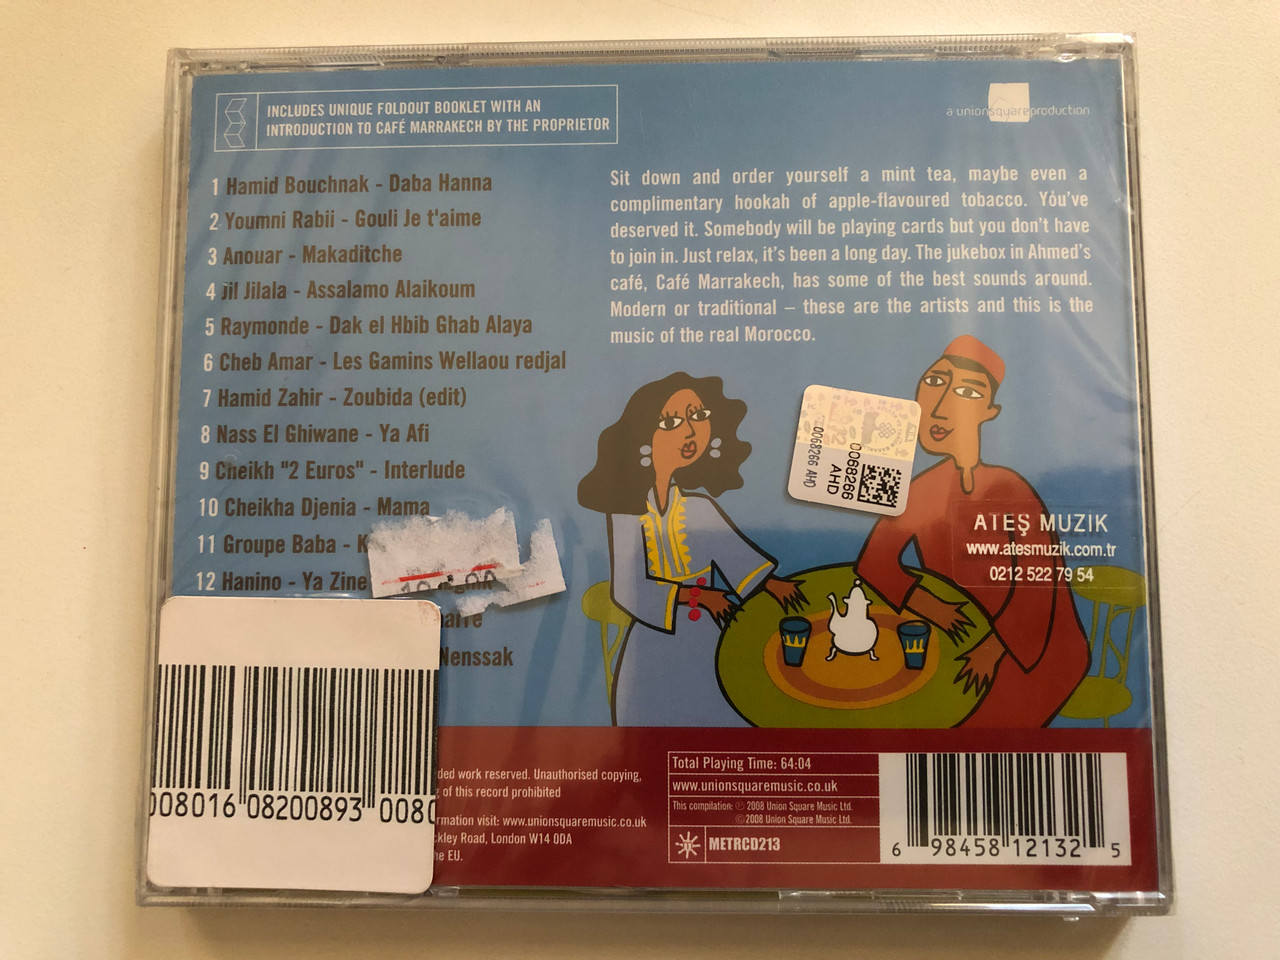 INCLUDES UNIQUE FOLDOUT BOOKLET WITH AN
INTRODUCTION TO CAFÉ MARRAKECH BY THE PROPRIETOR
a unionsquareproduction
1 Hamid Bouchnak - Daba Hanna
2 Youmni Rabii - Gouli Je t'aime
3 Anouar - Makaditche
4 Jil Jilala - Assalamo Alaikoum
5 Raymonde - Dak el Hbib Ghab Alaya
6 Cheb Amar - Les Gamins Wellaou redjal
7 Hamid Zahir - Zoubida (edit)
8 Nass El Ghiwane - Ya Afi
9 Cheikh "2 Euros" - Interlude
10 Cheikha Djenia - Mama
11 Groupe Baba - K
12 Hanino - Ya Zine
Nenssak
Sit down and order yourself a mint tea, maybe even a
complimentary hookah of apple-flavoured tobacco. You've
deserved it. Somebody will be playing cards but you don't have
to join in. Just relax, it's been a long day. The jukebox in Ahmed's
café, Café Marrakech, has some of the best sounds around.
Modern or traditional – these are the artists and this is the
music of the real Morocco.
0068266 AHD
0068266
AHD
ATEŞ MUZIK
www.atesmuzik.com.tr
0212 522 79 54
008016 08200893 0080
ded work reserved. Unauthorised copying,
g of this record prohibited
rmation visit: www.unionsquaremusic.co.uk
ckley Road, London W14 0DA
he EU.
Total Playing Time: 64:04
www.unionsquaremusic.co.uk
This compilation: ℗ 2008 Union Square Music Ltd.
© 2008 Union Square Music Ltd.
METRCD213
6 98458 12132 5